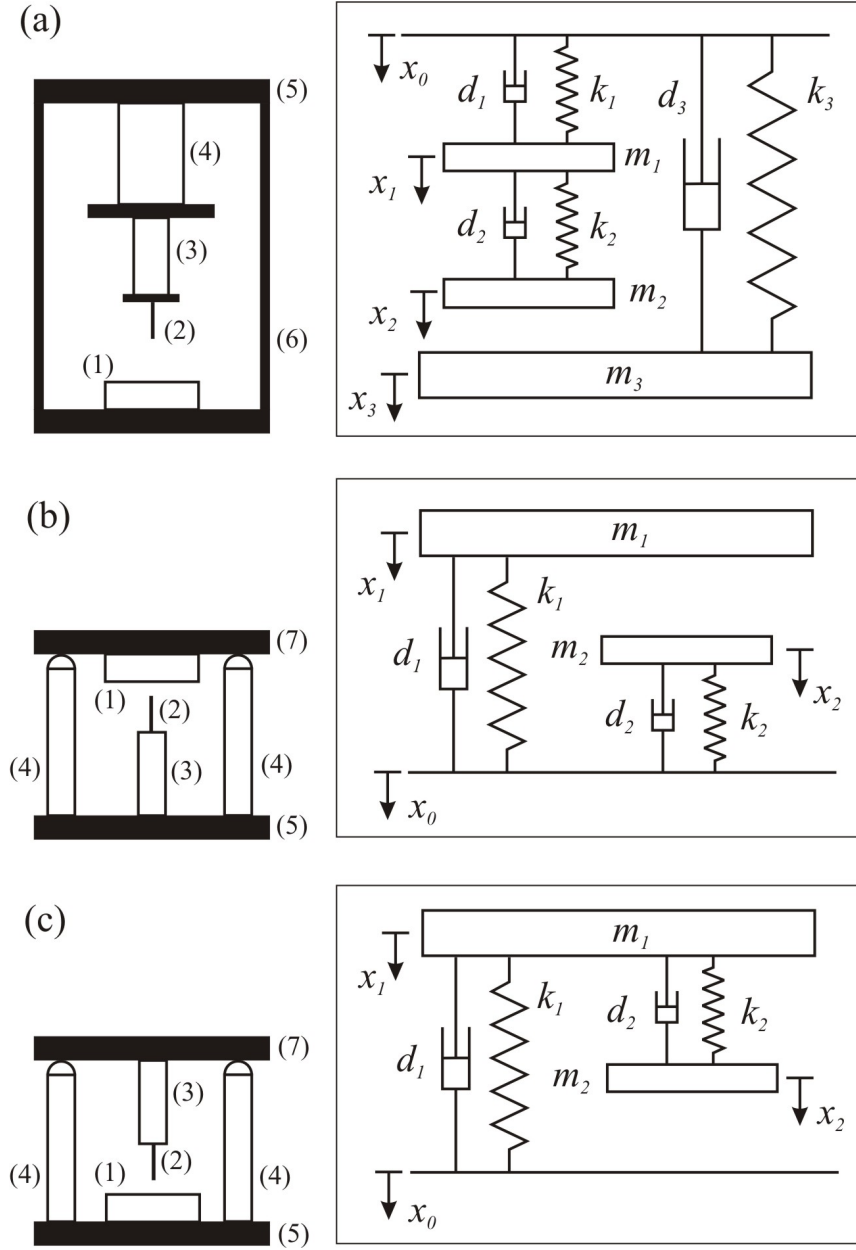 (a)
(5)
(4)
(3)
(2)
(6)
(1)
x₀
d₁
k₁
d₃
k₃
m₁
x₁
d₂
k₂
m₂
x₂
m₃
x₃
(b)
(7)
(1)
(2)
(4)
(3)
(4)
(5)
m₁
x₁
k₁
d₁
m₂
x₂
d₂
k₂
x₀
(c)
(7)
(3)
(1)
(2)
(4)
(4)
(5)
m₁
x₁
k₁
d₂
k₂
d₁
m₂
x₂
x₀